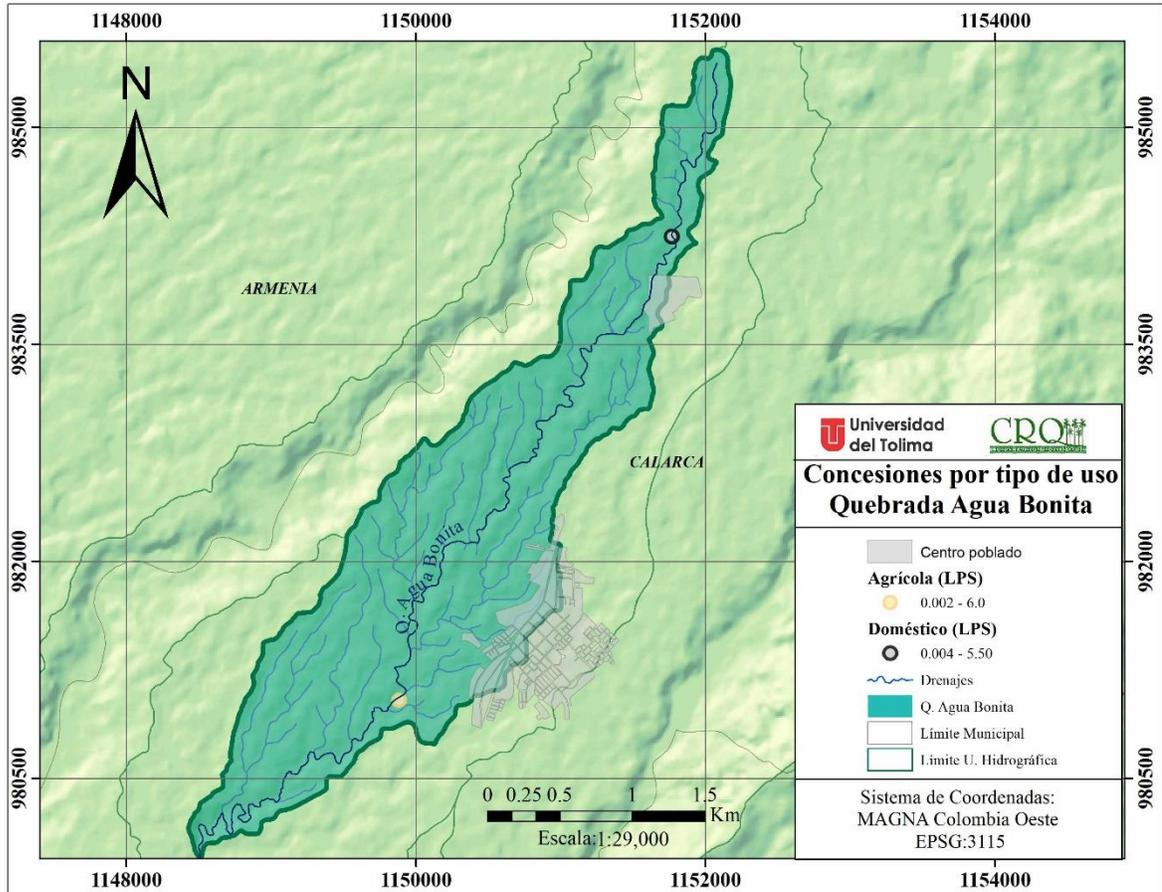 1148000
1150000
1152000
1154000
985000
985000
N
ARMENIA
983500
983500
CALARCA
Universidad
del Tolima
CRQ
Concesiones por tipo de uso
Quebrada Agua Bonita
982000
982000
Q. Agua Bonita
Centro poblado
Agrícola (LPS)
0.002 - 6.0
Doméstico (LPS)
0.004 - 5.50
Drenajes
Q. Agua Bonita
Límite Municipal
Límite U. Hidrográfica
980500
980500
0 0.25 0.5 1 1.5
Km
Escala:1:29,000
Sistema de Coordenadas:
MAGNA Colombia Oeste
EPSG:3115
1148000
1150000
1152000
1154000